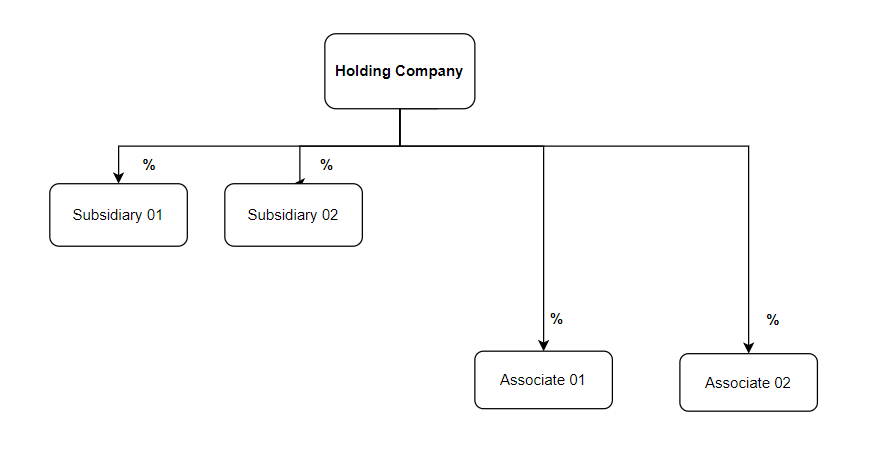 Holding Company
%
%
Subsidiary 01
Subsidiary 02
%
%
Associate 01
Associate 02